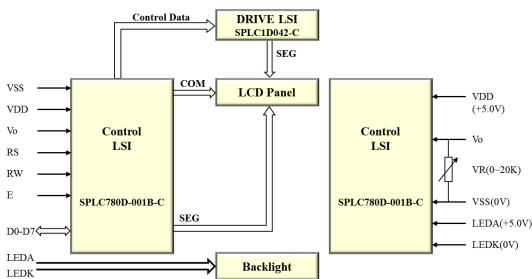 Control Data
DRIVE LSI
SPLC1D042-C
SEG
VSS
VDD
Vo
RS
RW
E
D0-D7
Control
LSI
SPLC780D-001B-C
COM
LCD Panel
SEG
LEDA
LEDK
Backlight
Control
LSI
SPLC780D-001B-C
VDD
(+5.0V)
Vo
VR(0~20K)
VSS(0V)
LEDA(+5.0V)
LEDK(0V)